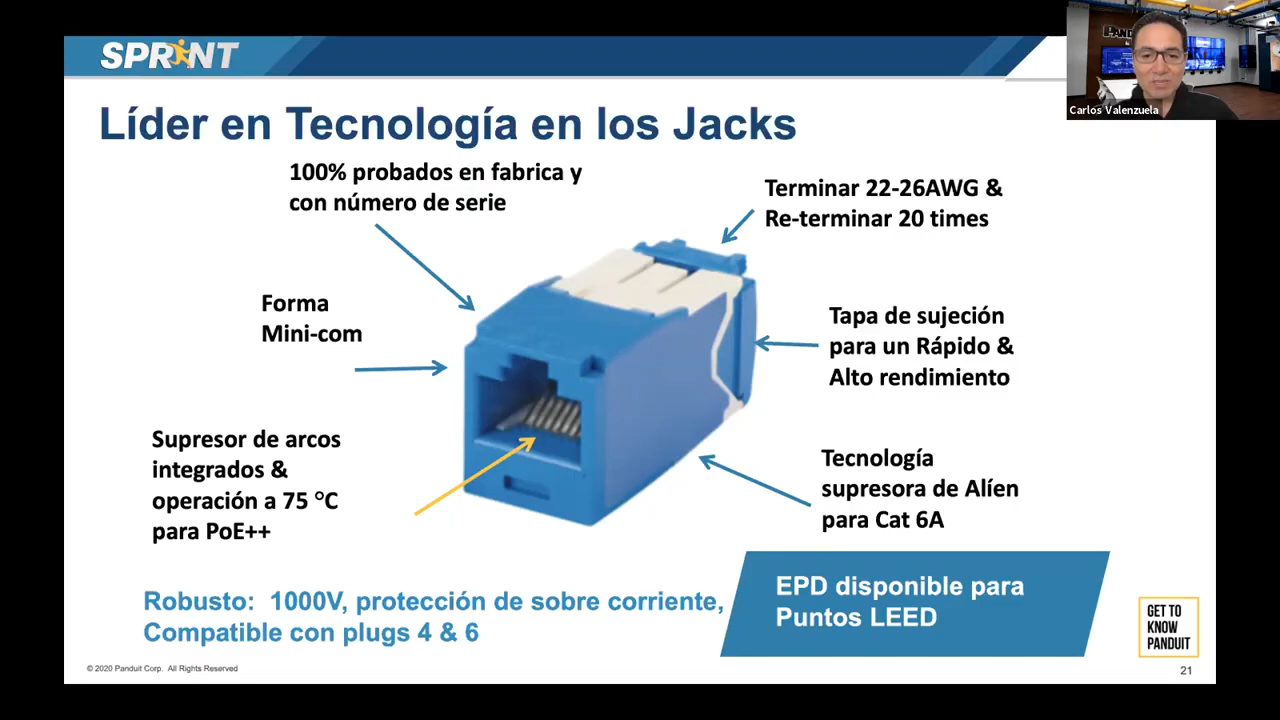 SPRINT
PANDUIT
Carlos Valenzuela
Líder en Tecnología en los Jacks
100% probados en fabrica y
con número de serie
Terminar 22-26AWG &
Re-terminar 20 times
Forma
Mini-com
Tapa de sujeción
para un Rápido &
Alto rendimiento
Supresor de arcos
integrados &
operación a 75 °C
para PoE++
Tecnología
supresora de Alíen
para Cat 6A
Robusto: 1000V, protección de sobre corriente,
Compatible con plugs 4 & 6
EPD disponible para
Puntos LEED
GET TO
KNOW
PANDUIT
© 2020 Panduit Corp. All Rights Reserved
21